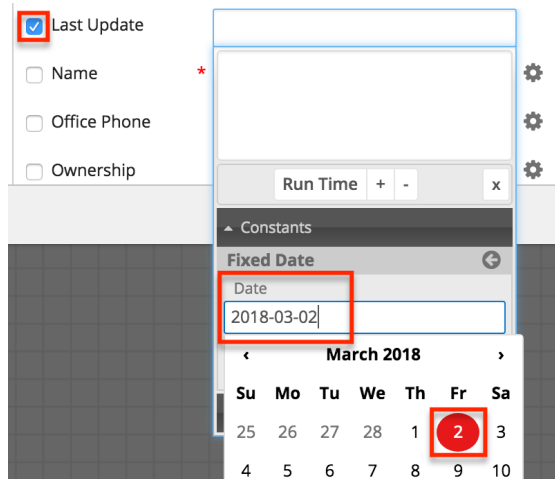 Last Update
Name *
Office Phone
Ownership
Run Time + - x
Constants
Fixed Date
Date
2018-03-02
‹ March 2018 ›
Su Mo Tu We Th Fr Sa
25 26 27 28 1 2 3
4 5 6 7 8 9 10